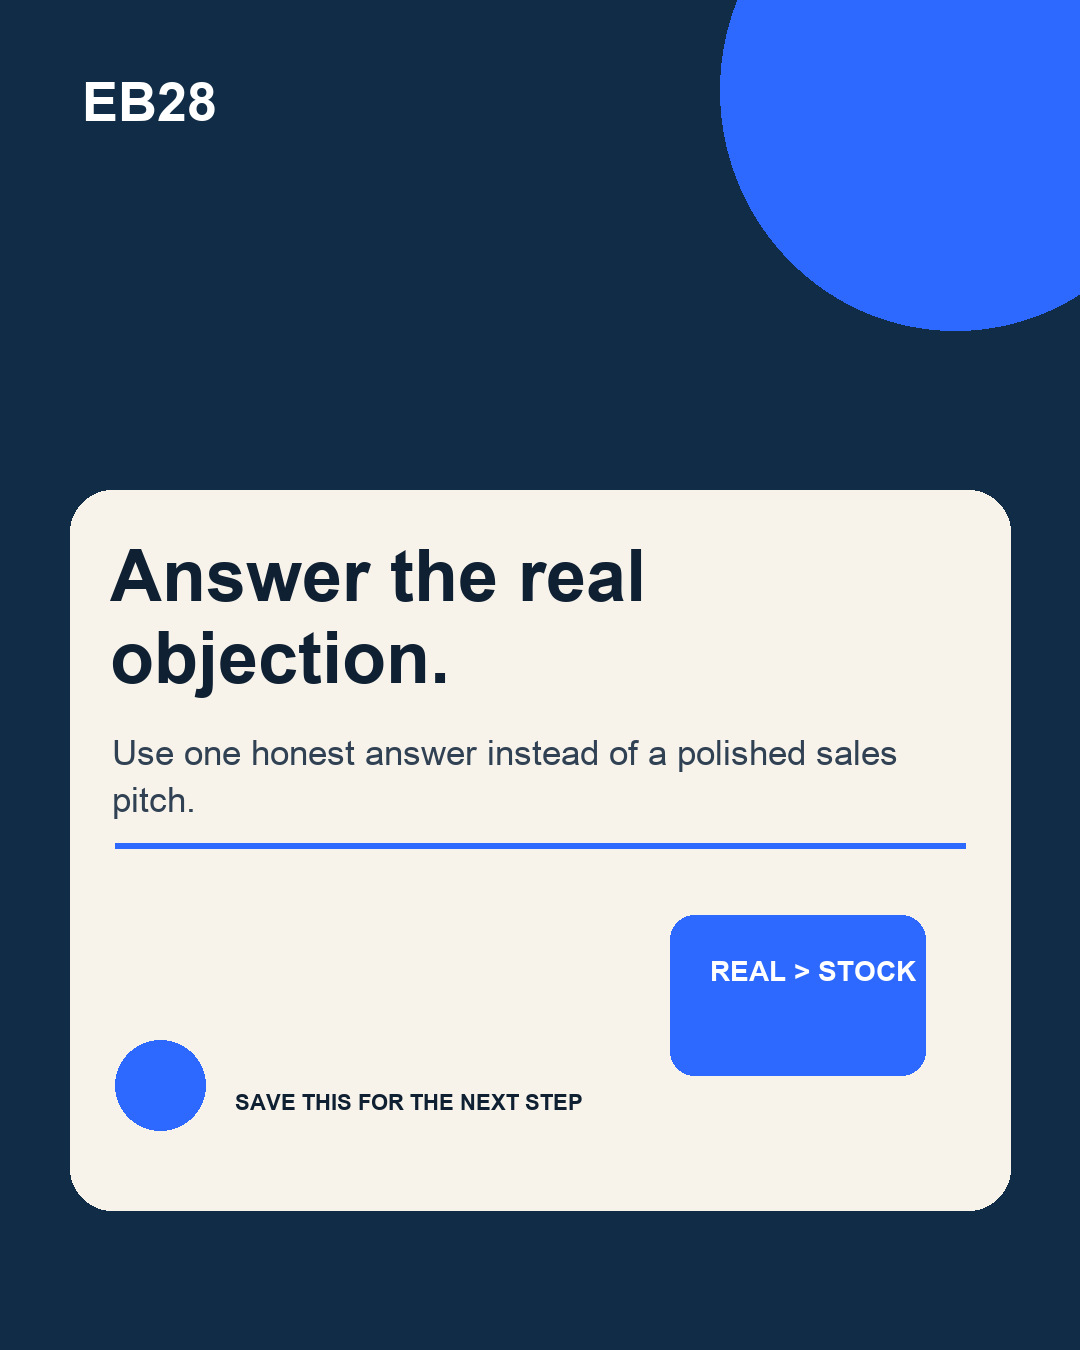 EB28
Answer the real
objection.
Use one honest answer instead of a polished sales
pitch.
REAL > STOCK
SAVE THIS FOR THE NEXT STEP